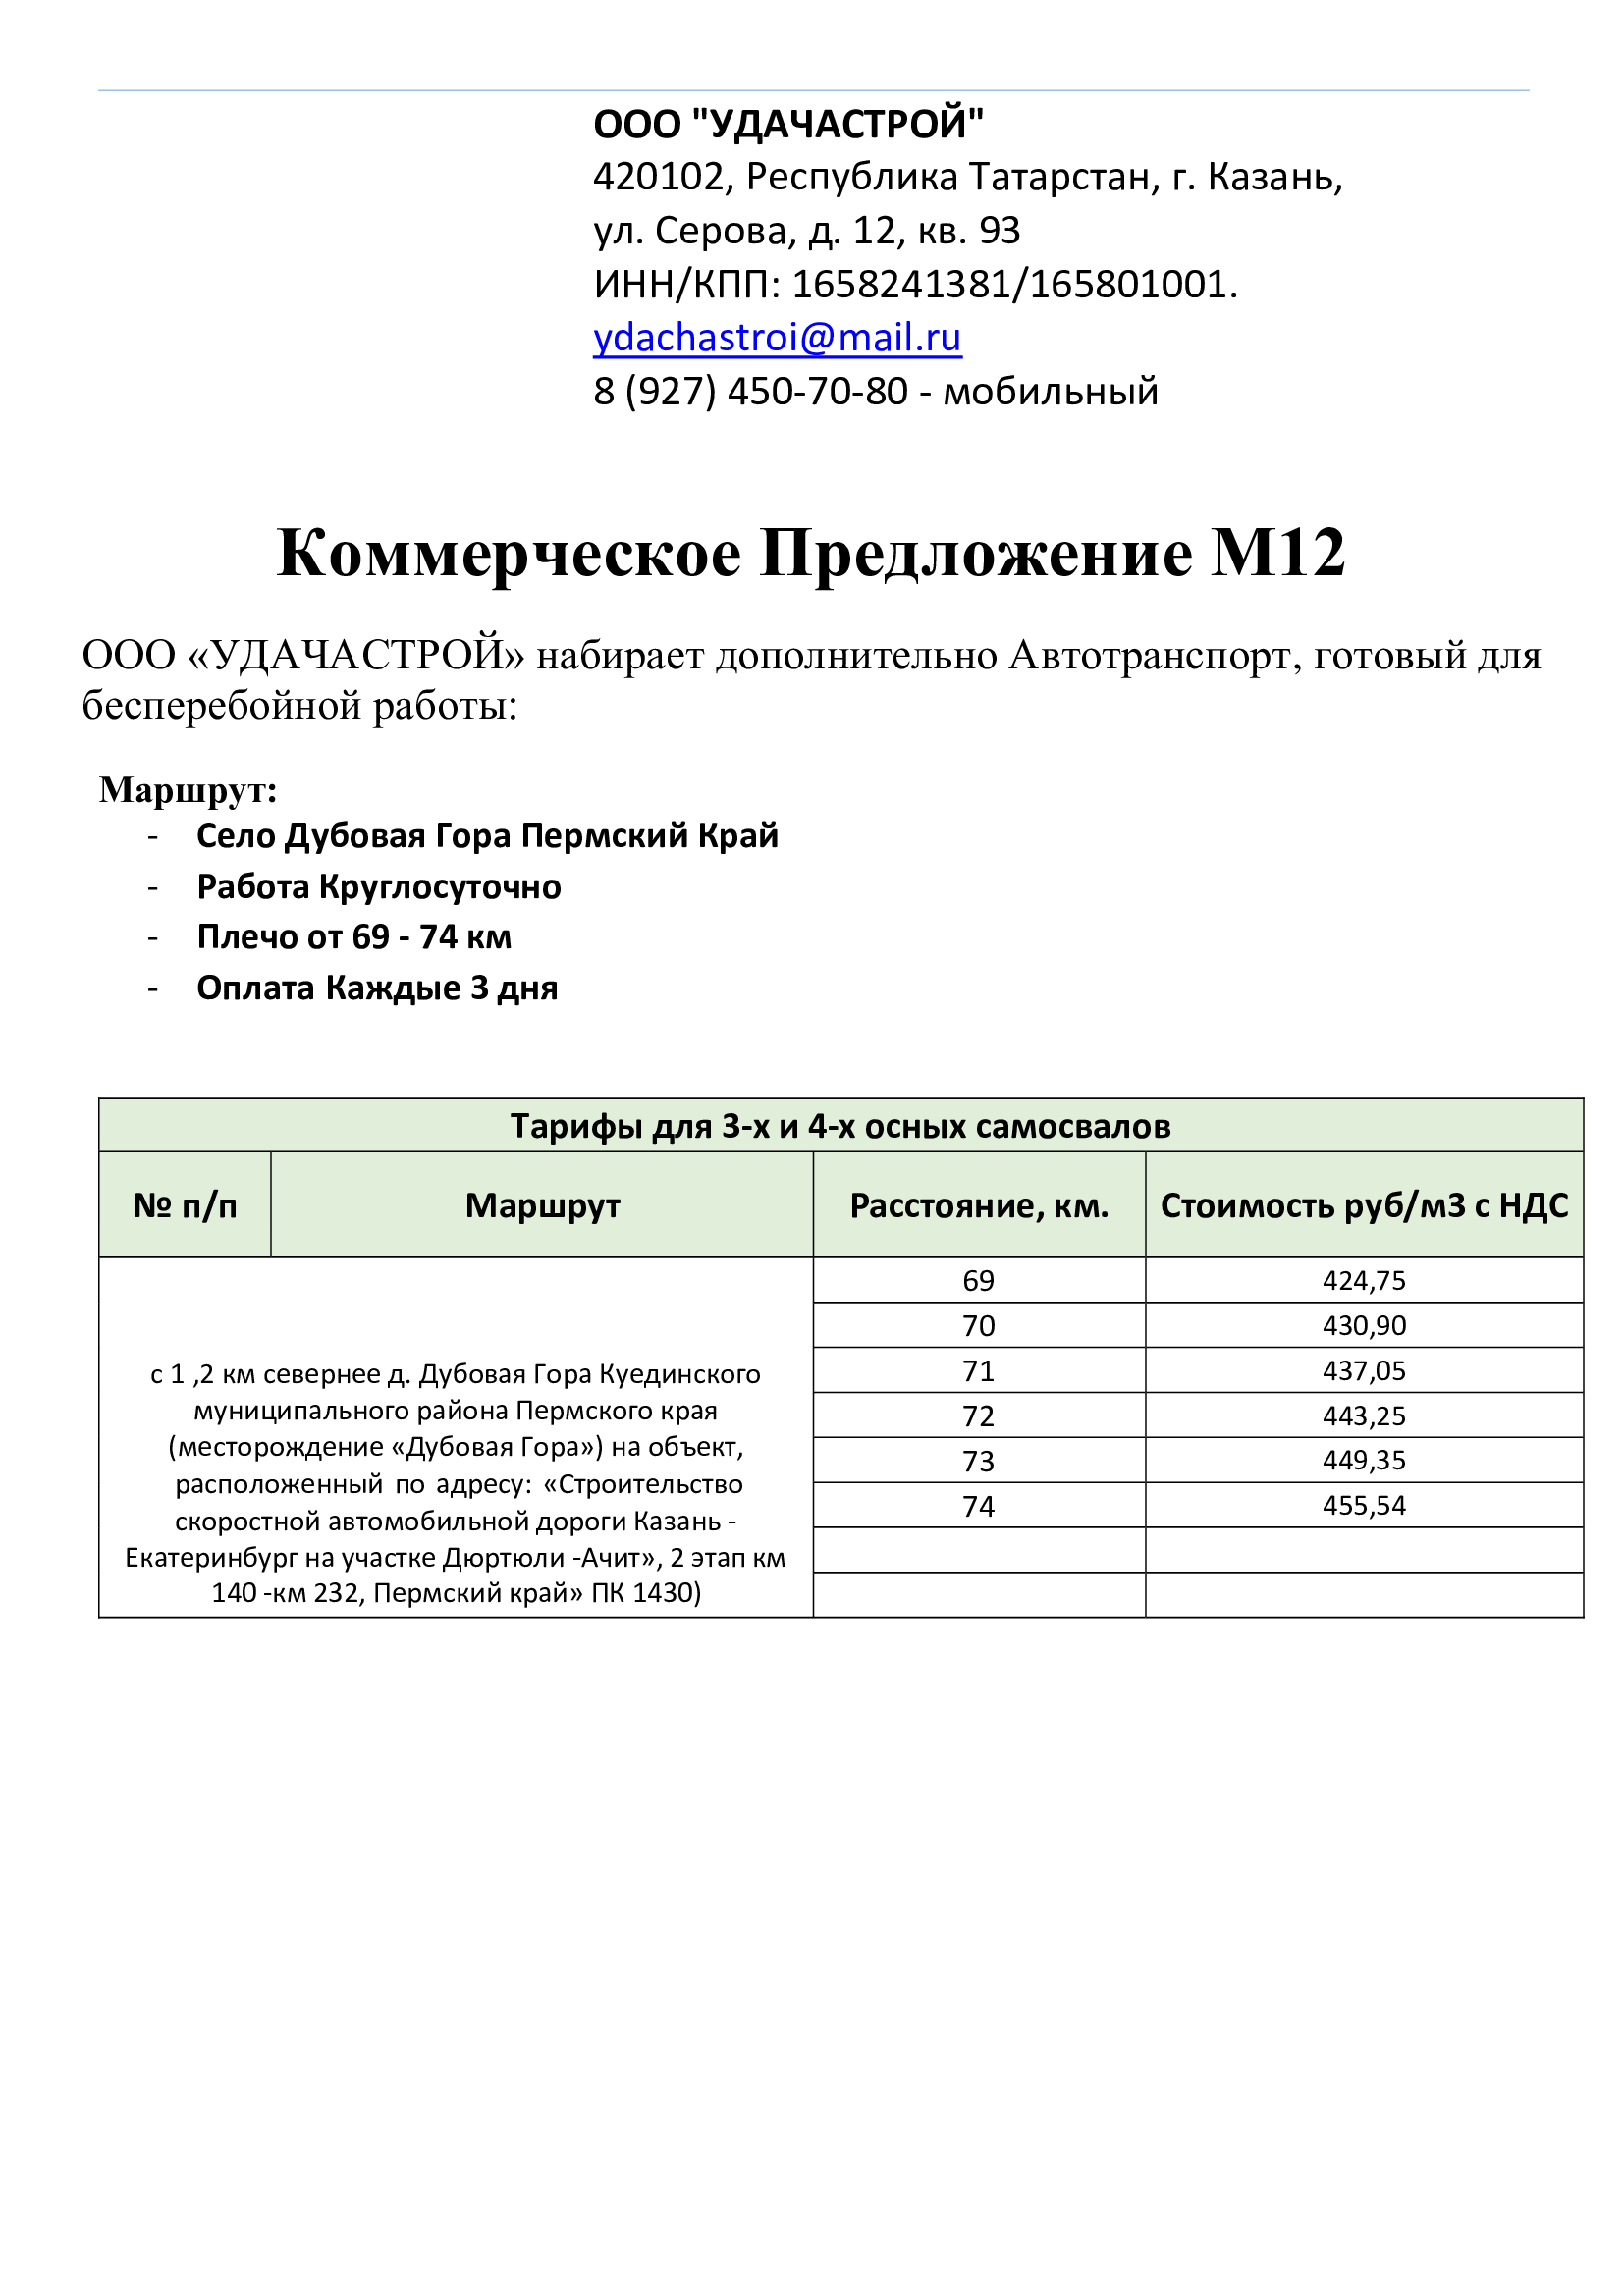 ООО "УДАЧАСТРОЙ"
420102, Республика Татарстан, г. Казань,
ул. Серова, д. 12, кв. 93
ИНН/КПП: 1658241381/165801001.
ydachastroi@mail.ru
8 (927) 450-70-80 - мобильный
Коммерческое Предложение М12
ООО «УДАЧАСТРОЙ» набирает дополнительно Автотранспорт, готовый для
бесперебойной работы:
Маршрут:
- Село Дубовая Гора Пермский Край
- Работа Круглосуточно
- Плечо от 69 - 74 км
- Оплата Каждые 3 дня
Тарифы для 3-х и 4-х осных самосвалов
№ п/п Маршрут Расстояние, км. Стоимость руб/м3 с НДС
с 1 ,2 км севернее д. Дубовая Гора Куединского
муниципального района Пермского края
(месторождение «Дубовая Гора») на объект,
расположенный по адресу: «Строительство
скоростной автомобильной дороги Казань -
Екатеринбург на участке Дюртюли -Ачит», 2 этап км
140 -км 232, Пермский край» ПК 1430)
69 424,75
70 430,90
71 437,05
72 443,25
73 449,35
74 455,54